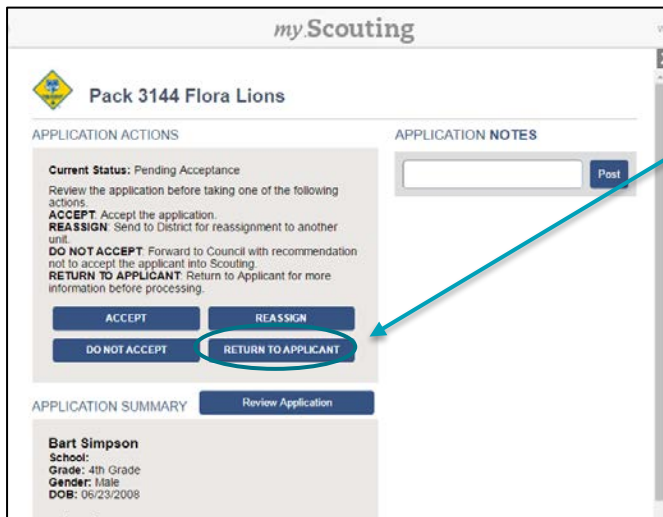 my.Scouting
Pack 3144 Flora Lions
APPLICATION ACTIONS
Current Status: Pending Acceptance
Review the application before taking one of the following
actions.
ACCEPT: Accept the application.
REASSIGN: Send to District for reassignment to another
unit.
DO NOT ACCEPT: Forward to Council with recommendation
not to accept the applicant into Scouting.
RETURN TO APPLICANT: Return to Applicant for more
information before processing.
ACCEPT
REASSIGN
DO NOT ACCEPT
RETURN TO APPLICANT
APPLICATION NOTES
Post
APPLICATION SUMMARY
Review Application
Bart Simpson
School:
Grade: 4th Grade
Gender: Male
DOB: 06/23/2008